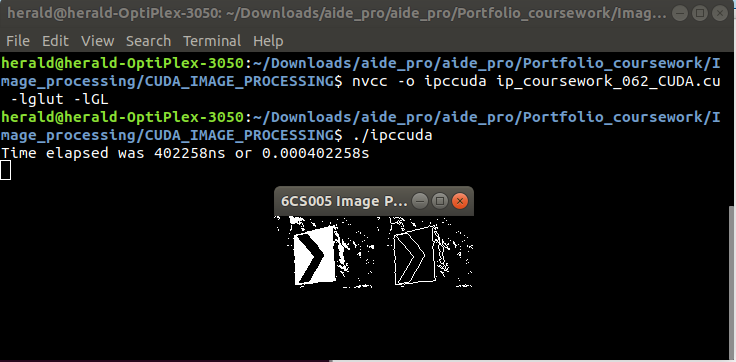 herald@herald-OptiPlex-3050: ~/Downloads/aide_pro/aide_pro/Portfolio_coursework/Imag...
File Edit View Search Terminal Help
herald@herald-OptiPlex-3050:~/Downloads/aide_pro/aide_pro/Portfolio_coursework/I
mage_processing/CUDA_IMAGE_PROCESSING$ nvcc -o ipccuda ip_coursework_062_CUDA.cu
-lglut -lGL
herald@herald-OptiPlex-3050:~/Downloads/aide_pro/aide_pro/Portfolio_coursework/I
mage_processing/CUDA_IMAGE_PROCESSING$ ./ipccuda
Time elapsed was 402258ns or 0.000402258s
6CS005 Image P...